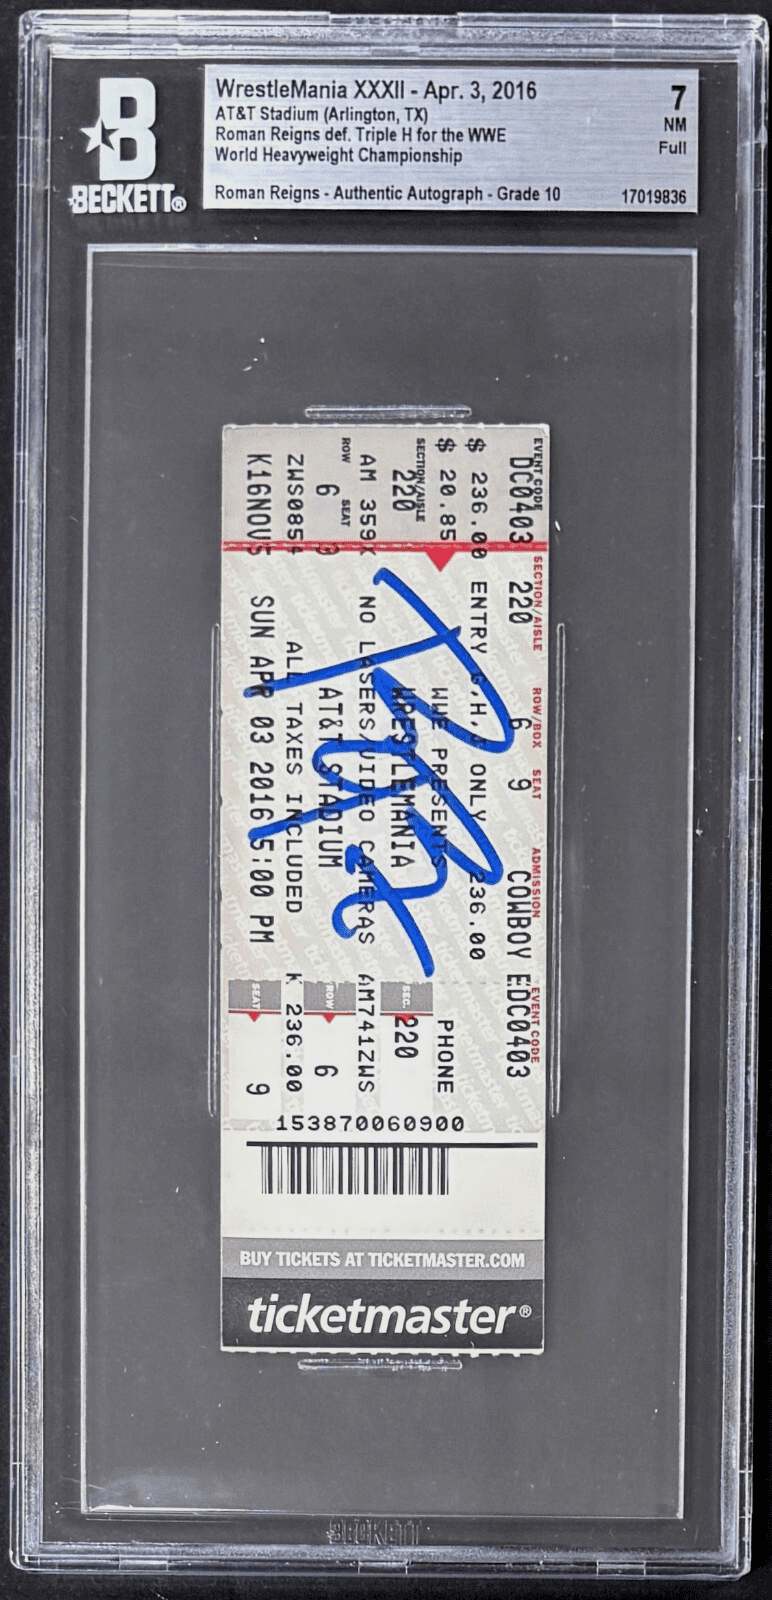 WrestleMania XXXII - Apr. 3, 2016
AT&T Stadium (Arlington, TX)
Roman Reigns def. Triple H for the WWE
World Heavyweight Championship
Roman Reigns - Authentic Autograph - Grade 10
7
NM
Full
17019836
B
BECKETT®
EVENT CODE SECTION/AISLE ROW/BOX SEAT ADMISSION EVENT CODE
DC0403 220 6 9 COWBOY EDC0403
$ 236.00 ENTRY G,H, ONLY 236.00
$ 20.85 WWE PRESENTS PHONE
SECTION/AISLE SEC.
220 WRESTLEMANIA 220
AM 359K NO LASERS/VIDEO CAMERAS AM741ZWS
ROW SEAT ROW
6 9 AT&T STADIUM 6
ZWS0854 ALL TAXES INCLUDED K 236.00
SEAT
K16NOV5 SUN APR 03 2016 5:00 PM 9
153870060900
BUY TICKETS AT TICKETMASTER.COM
ticketmaster®
BECKETT